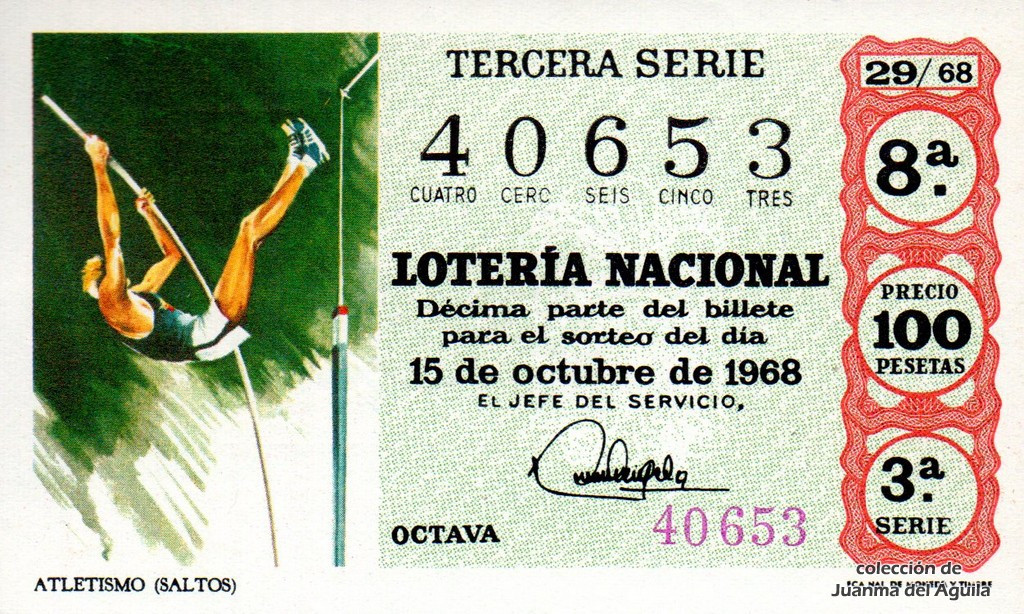 TERCERA SERIE
29/68
4 0 6 5 3
CUATRO CERO SEIS CINCO TRES
8ª.
LOTERÍA NACIONAL
Décima parte del billete
para el sorteo del día
15 de octubre de 1968
EL JEFE DEL SERVICIO,
PRECIO
100
PESETAS
3ª.
SERIE
OCTAVA
40653
ATLETISMO (SALTOS)
colección de
Juanma del Aguila